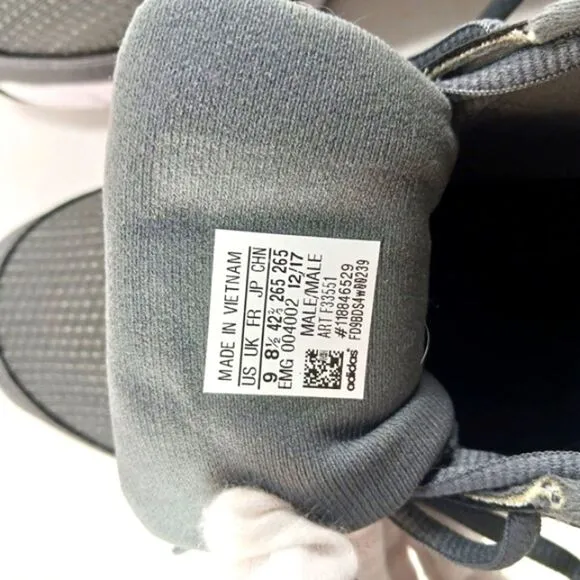 MADE IN VIETNAM
US UK FR JP CHN
9 8½ 42⅔ 265 265
EMG 004002 12/17
MALE/MALE
ART F33551
#118846529
FD9BDS4W00239
adidas